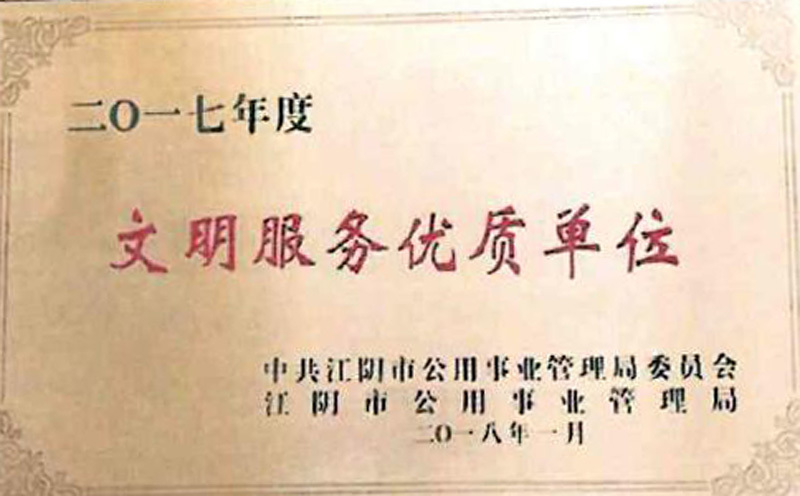 二〇一七年度
文明服务优质单位
中共江阴市公用事业管理局委员会
江阴市公用事业管理局
二〇一八年一月